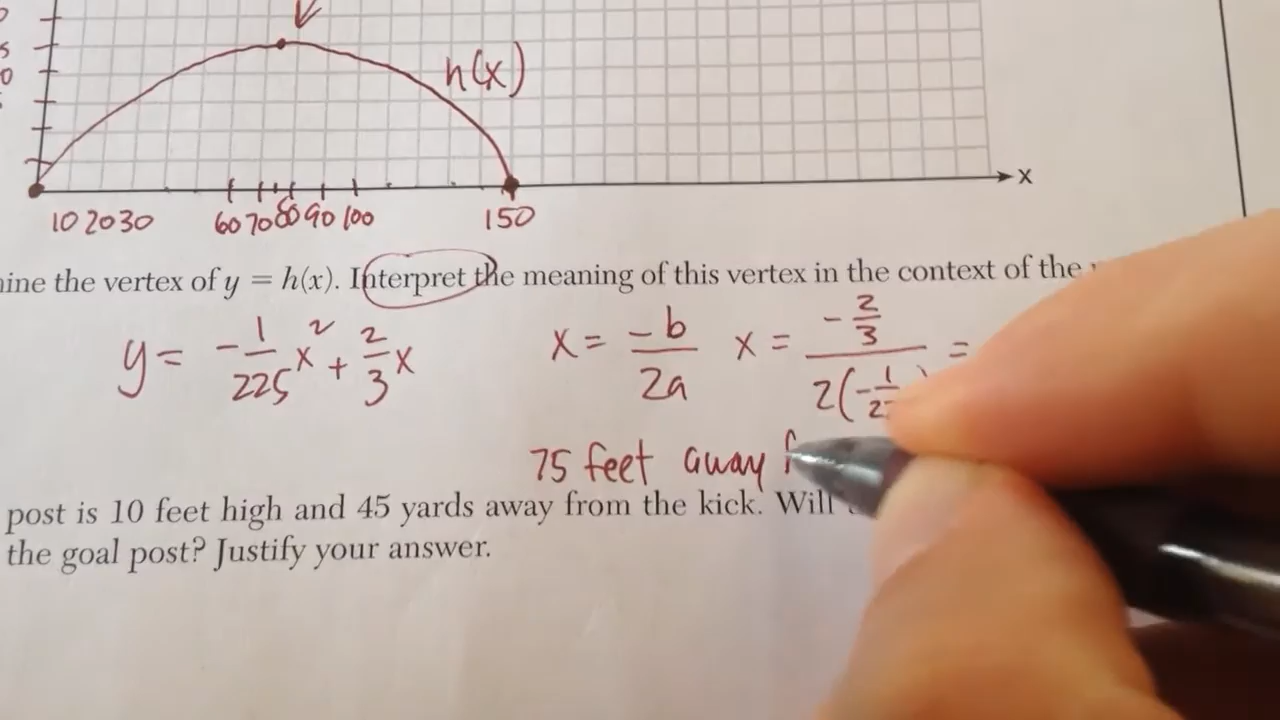 h(x)
x
10 20 30 60 70 80 90 100 150
ine the vertex of y = h(x). Interpret the meaning of this vertex in the context of the
y = -1/225 x² + 2/3 x x = -b/2a x = -2/3 / 2(-1/2 ) =
75 feet away f
post is 10 feet high and 45 yards away from the kick. Will
the goal post? Justify your answer.